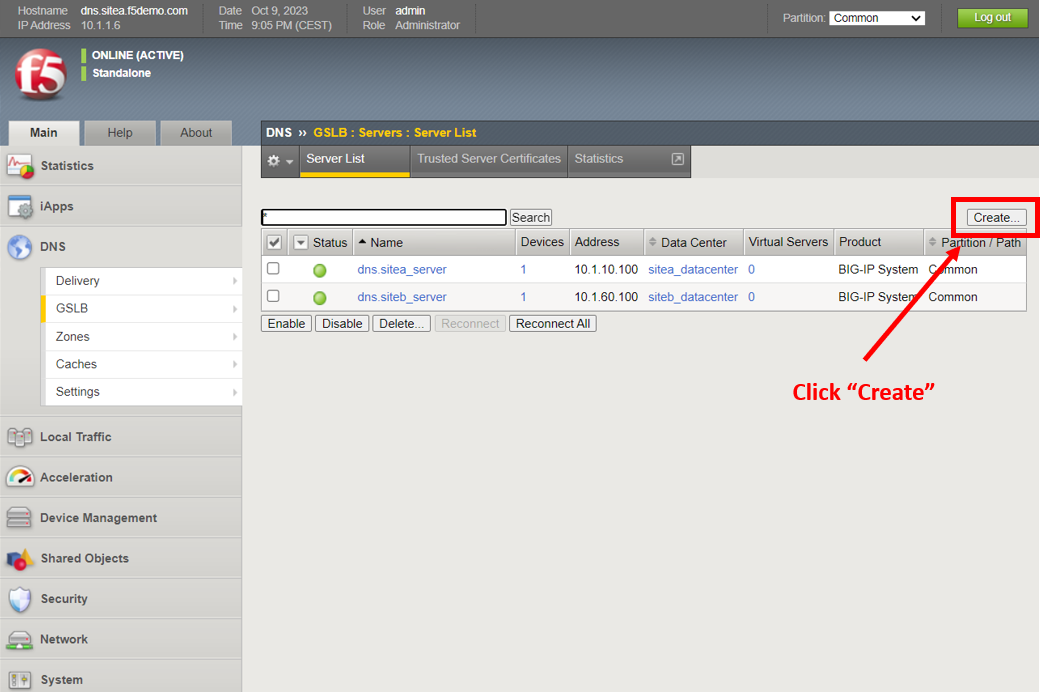 Hostname dns.sitea.f5demo.com Date Oct 9, 2023 User admin Partition: Common Log out
IP Address 10.1.1.6 Time 9:05 PM (CEST) Role Administrator
f5
ONLINE (ACTIVE)
Standalone
Main Help About
DNS ›› GSLB : Servers : Server List
Server List Trusted Server Certificates Statistics
Statistics
iApps
DNS
Delivery
GSLB
Zones
Caches
Settings
Local Traffic
Acceleration
Device Management
Shared Objects
Security
Network
System
* Search Create...
Status Name Devices Address Data Center Virtual Servers Product Partition / Path
dns.sitea_server 1 10.1.10.100 sitea_datacenter 0 BIG-IP System Common
dns.siteb_server 1 10.1.60.100 siteb_datacenter 0 BIG-IP System Common
Enable Disable Delete... Reconnect Reconnect All
Click “Create”